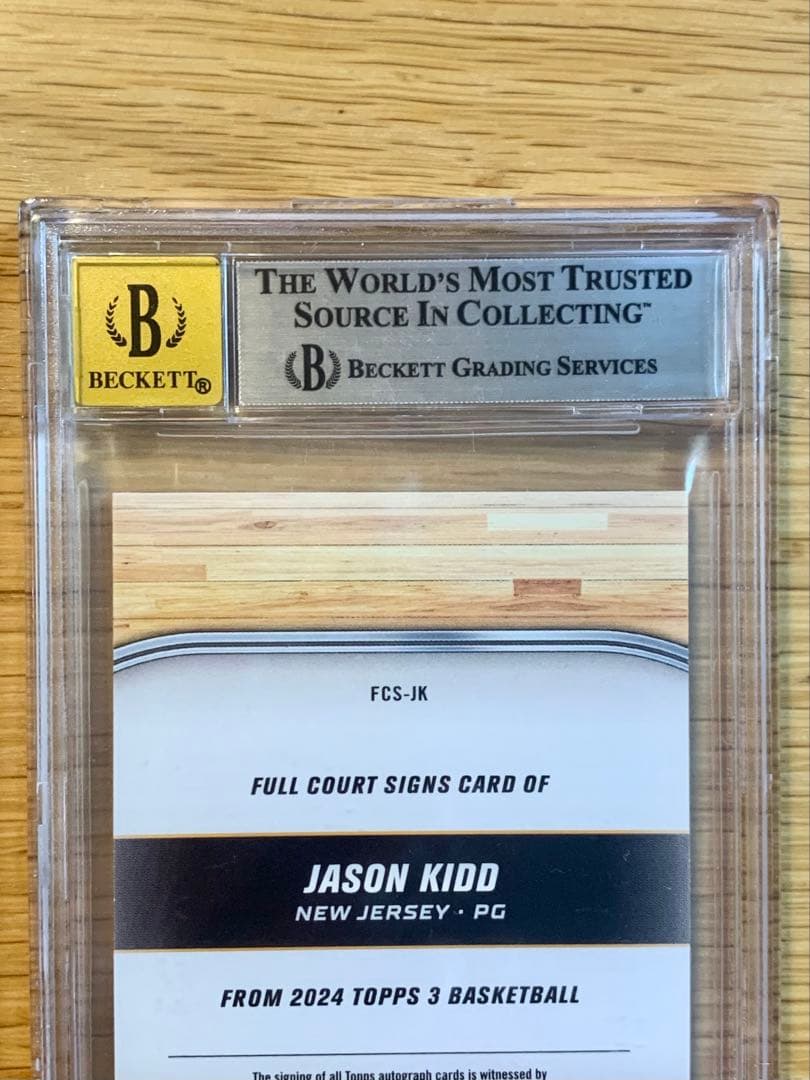 B
BECKETT®
THE WORLD'S MOST TRUSTED
SOURCE IN COLLECTING™
B BECKETT GRADING SERVICES
FCS-JK
FULL COURT SIGNS CARD OF
JASON KIDD
NEW JERSEY · PG
FROM 2024 TOPPS 3 BASKETBALL
The signing of all Topps autograph cards is witnessed by